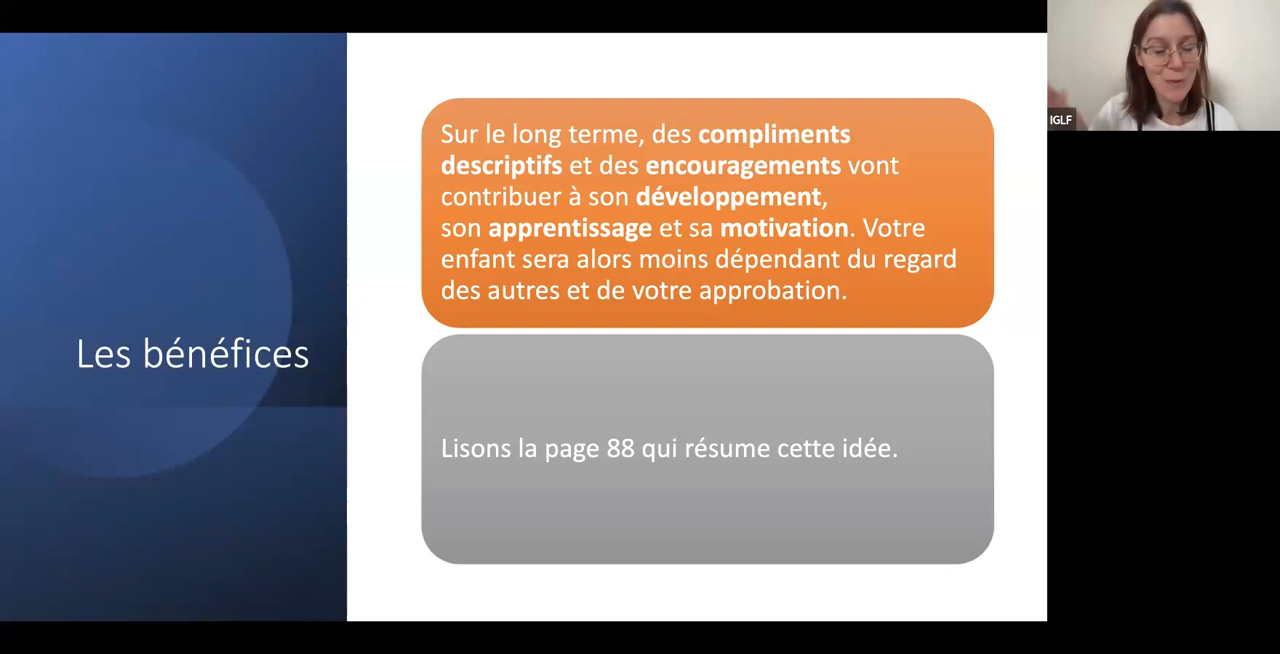 Les bénéfices
Sur le long terme, des compliments
descriptifs et des encouragements vont
contribuer à son développement,
son apprentissage et sa motivation. Votre
enfant sera alors moins dépendant du regard
des autres et de votre approbation.
Lisons la page 88 qui résume cette idée.
IGLF